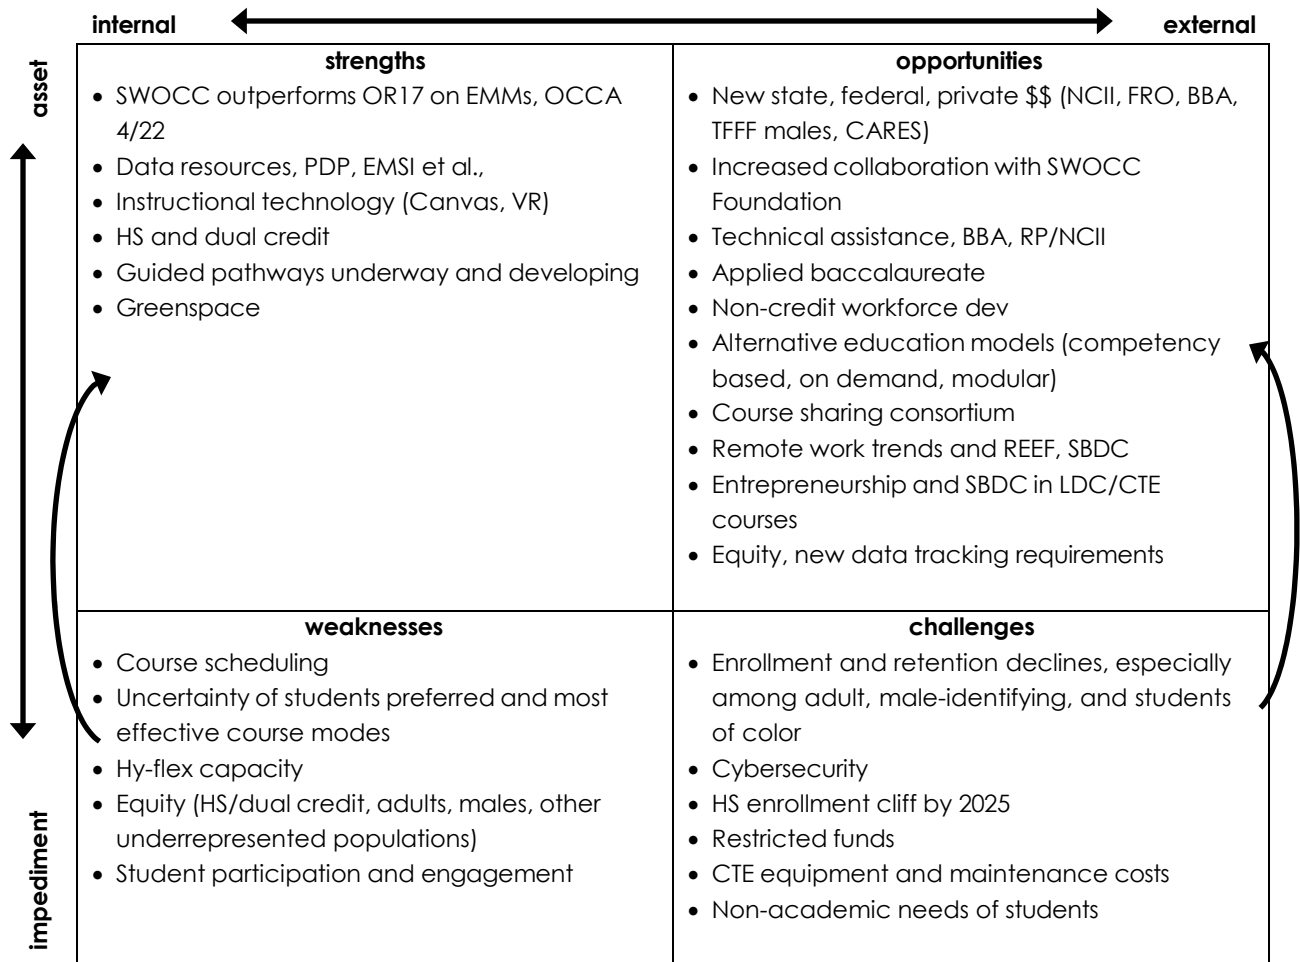 internal
external
asset
strengths
• SWOCC outperforms OR17 on EMMs, OCCA
4/22
• Data resources, PDP, EMSI et al.,
• Instructional technology (Canvas, VR)
• HS and dual credit
• Guided pathways underway and developing
• Greenspace
opportunities
• New state, federal, private $$ (NCII, FRO, BBA,
TFFF males, CARES)
• Increased collaboration with SWOCC
Foundation
• Technical assistance, BBA, RP/NCII
• Applied baccalaureate
• Non-credit workforce dev
• Alternative education models (competency
based, on demand, modular)
• Course sharing consortium
• Remote work trends and REEF, SBDC
• Entrepreneurship and SBDC in LDC/CTE
courses
• Equity, new data tracking requirements
impediment
weaknesses
• Course scheduling
• Uncertainty of students preferred and most
effective course modes
• Hy-flex capacity
• Equity (HS/dual credit, adults, males, other
underrepresented populations)
• Student participation and engagement
challenges
• Enrollment and retention declines, especially
among adult, male-identifying, and students
of color
• Cybersecurity
• HS enrollment cliff by 2025
• Restricted funds
• CTE equipment and maintenance costs
• Non-academic needs of students